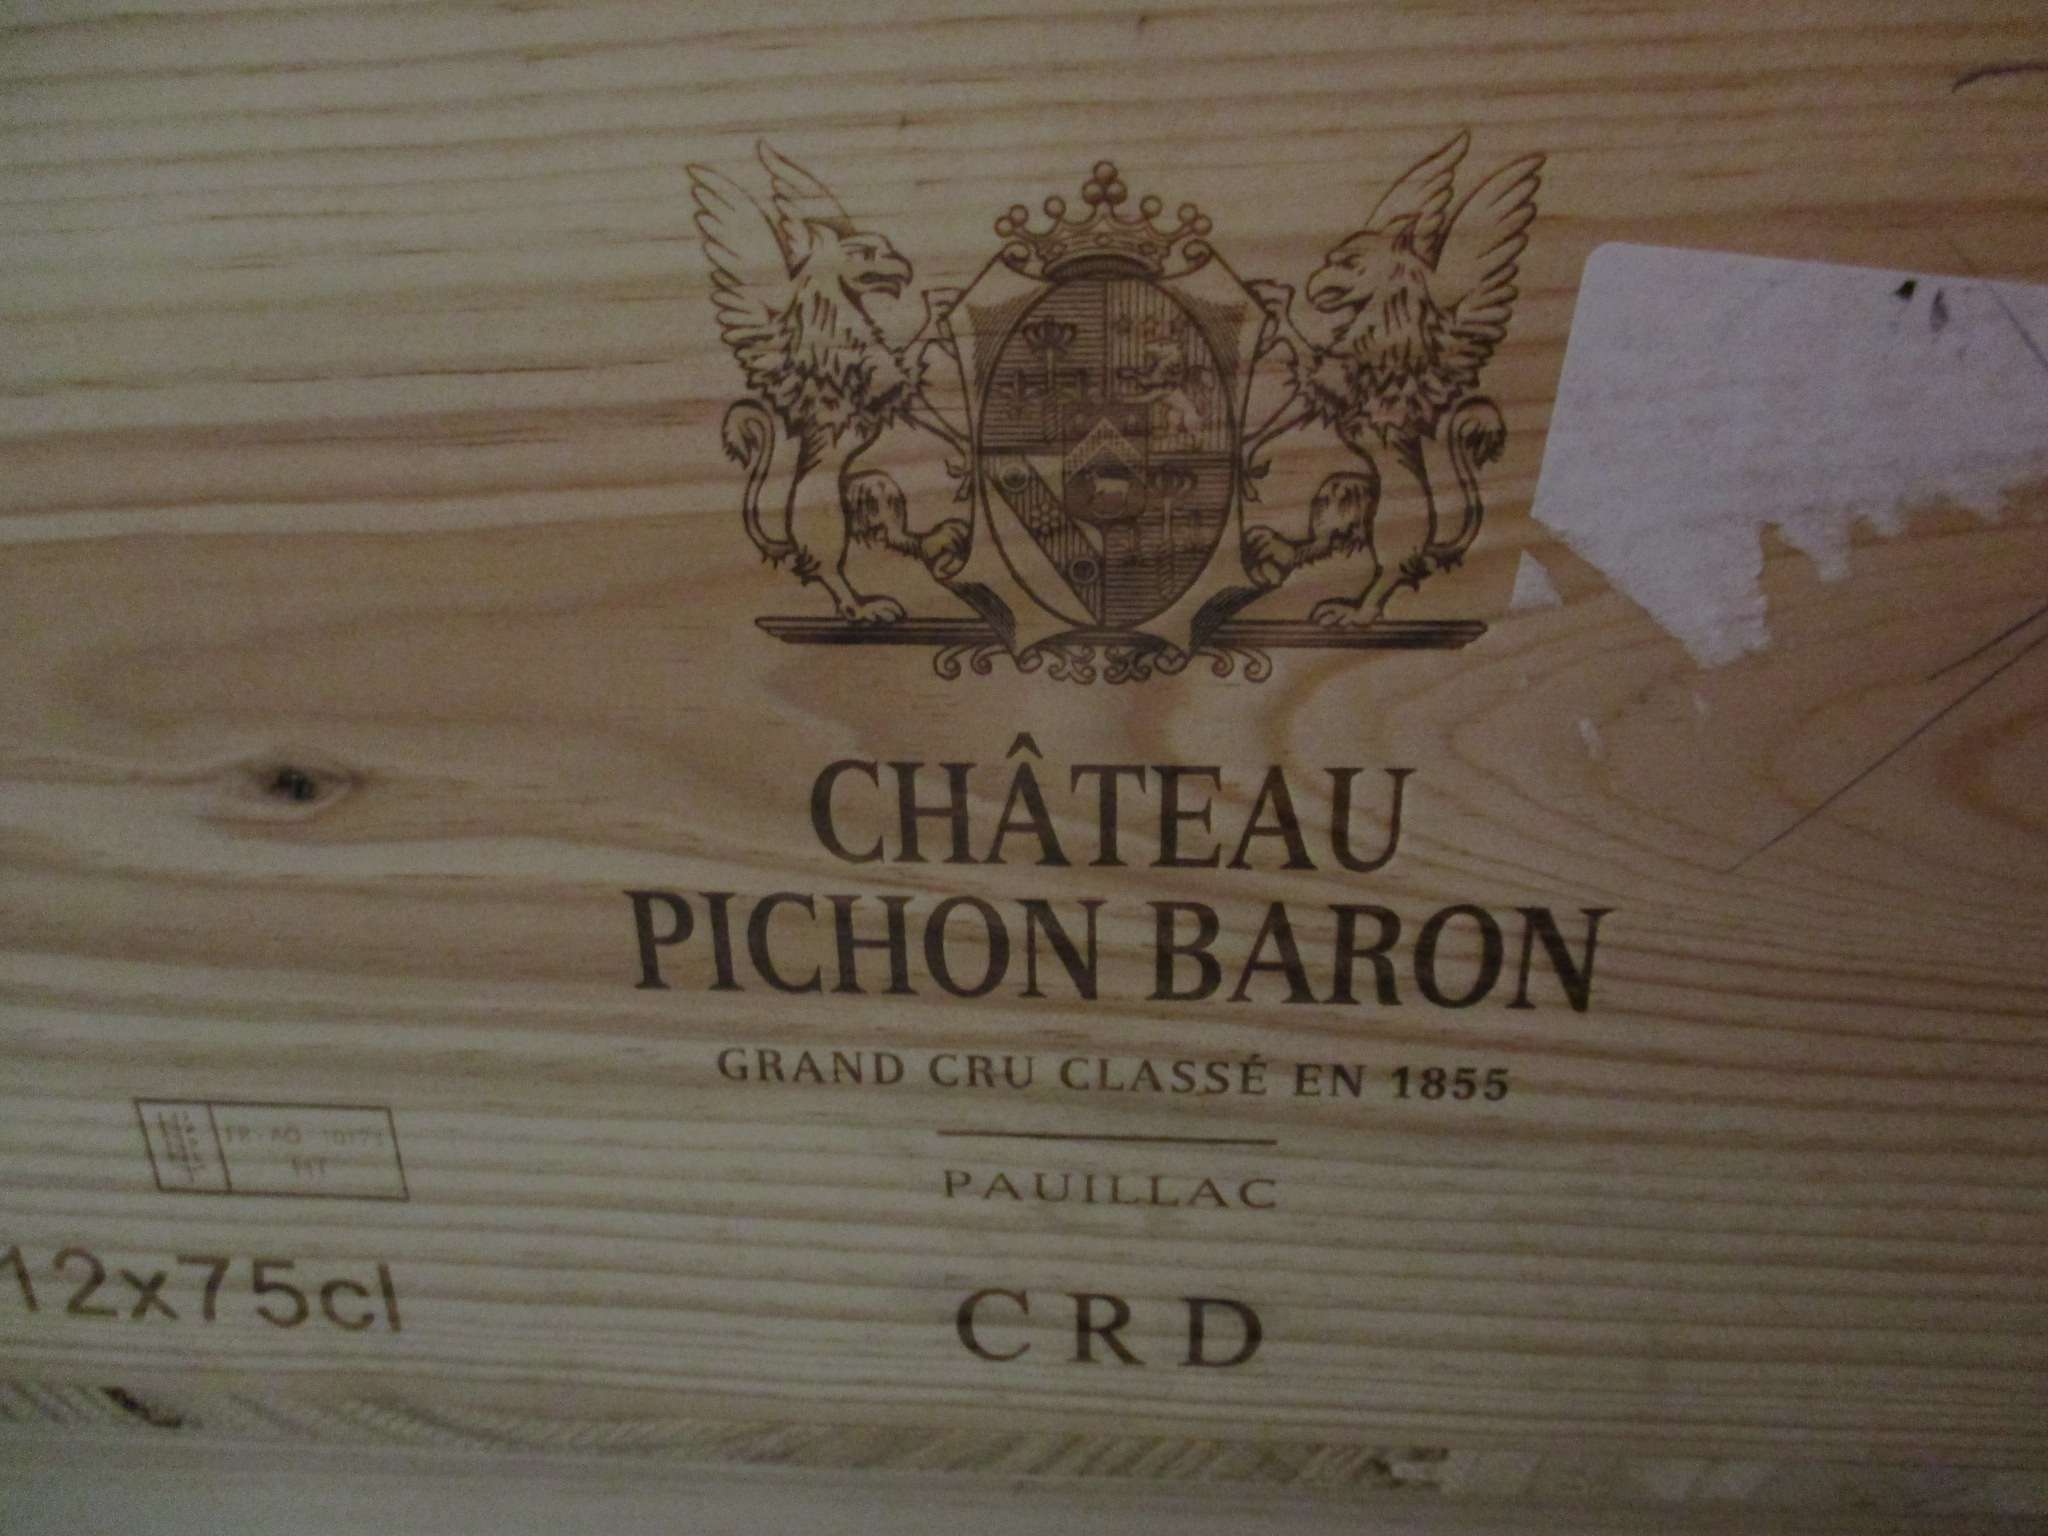 CHÂTEAU
PICHON BARON
GRAND CRU CLASSÉ EN 1855
PAUILLAC
CRD
12x75cl